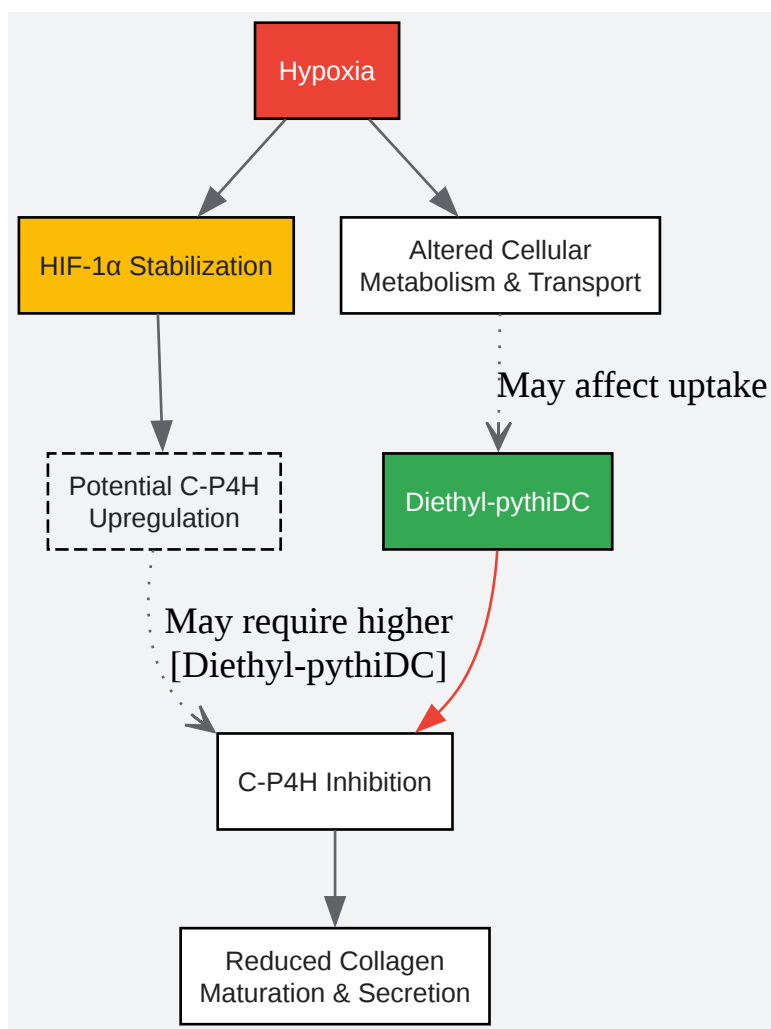 Hypoxia
HIF-1α Stabilization
Altered Cellular
Metabolism & Transport
May affect uptake
Potential C-P4H
Upregulation
Diethyl-pythiDC
May require higher
[Diethyl-pythiDC]
C-P4H Inhibition
Reduced Collagen
Maturation & Secretion